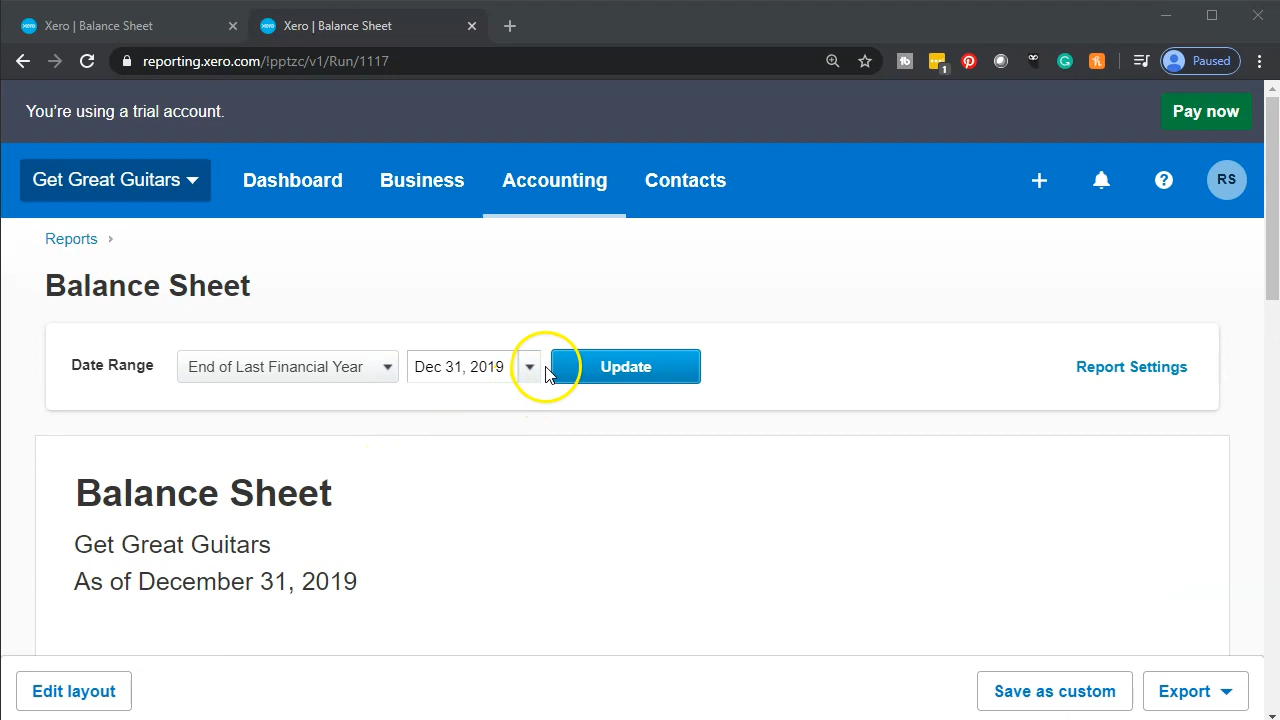 Xero | Balance Sheet
Xero | Balance Sheet
reporting.xero.com/!pptzc/v1/Run/1117
1
Paused
You're using a trial account.
Pay now
Get Great Guitars
Dashboard
Business
Accounting
Contacts
RS
Reports
Balance Sheet
Date Range
End of Last Financial Year
Dec 31, 2019
Update
Report Settings
Balance Sheet
Get Great Guitars
As of December 31, 2019
Edit layout
Save as custom
Export